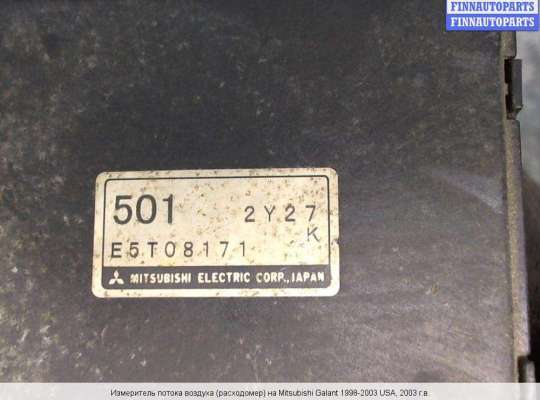 FINNAUTOPARTS
FINNAUTOPARTS
501 2Y27
K
E5T08171
MITSUBISHI ELECTRIC CORP., JAPAN
Измеритель потока воздуха (расходомер) на Mitsubishi Galant 1998-2003 USA, 2003 г.в.